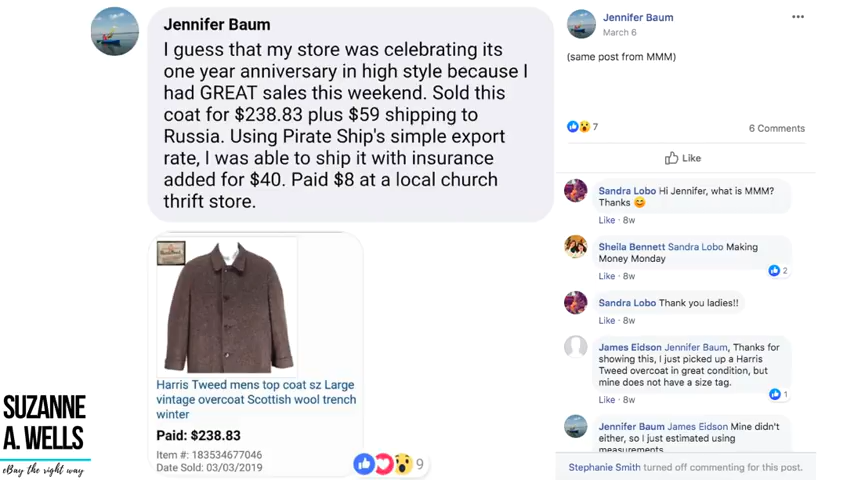 Jennifer Baum
I guess that my store was celebrating its
one year anniversary in high style because I
had GREAT sales this weekend. Sold this
coat for $238.83 plus $59 shipping to
Russia. Using Pirate Ship's simple export
rate, I was able to ship it with insurance
added for $40. Paid $8 at a local church
thrift store.
Harris Tweed mens top coat sz Large
vintage overcoat Scottish wool trench
winter
Paid: $238.83
Item #: 183534677046
Date Sold: 03/03/2019
9
SUZANNE
A. WELLS
eBay the right way
Jennifer Baum
March 6
(same post from MMM)
7
6 Comments
Like
Sandra Lobo Hi Jennifer, what is MMM?
Thanks 😊
Like · 8w
Sheila Bennett Sandra Lobo Making
Money Monday
2
Like · 8w
Sandra Lobo Thank you ladies!!
Like · 8w
James Eidson Jennifer Baum, Thanks for
showing this, I just picked up a Harris
Tweed overcoat in great condition, but
mine does not have a size tag.
1
Like · 8w
Jennifer Baum James Eidson Mine didn't
either, so I just estimated using
measurements.
Stephanie Smith turned off commenting for this post.